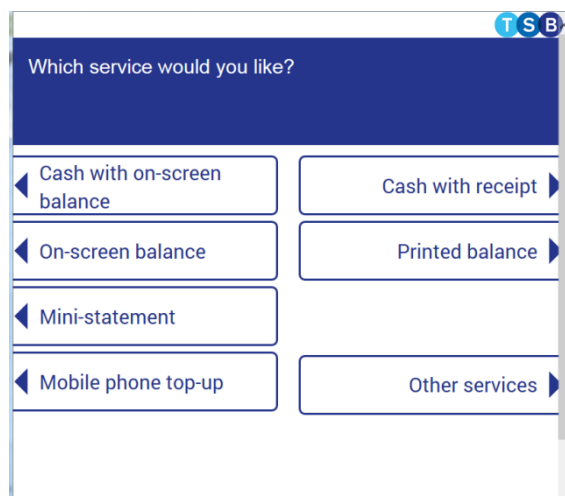 TSB
Which service would you like?
Cash with on-screen
balance
Cash with receipt
On-screen balance
Printed balance
Mini-statement
Mobile phone top-up
Other services